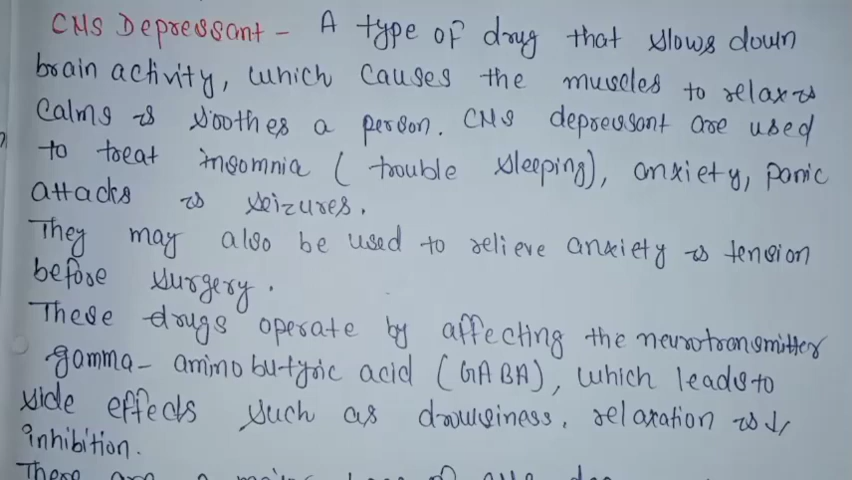 CNS Depressant - A type of drug that slows down
brain activity, which causes the muscles to relax &
calms & soothes a person. CNS depressant are used
to treat insomnia ( trouble sleeping), anxiety, panic
attacks & seizures.
They may also be used to relieve anxiety & tension
before surgery.
These drugs operate by affecting the neurotransmitter
gamma- aminobutyric acid (GABA), which leads to
side effects such as drowsiness, relaxation & ↓
inhibition.
There are